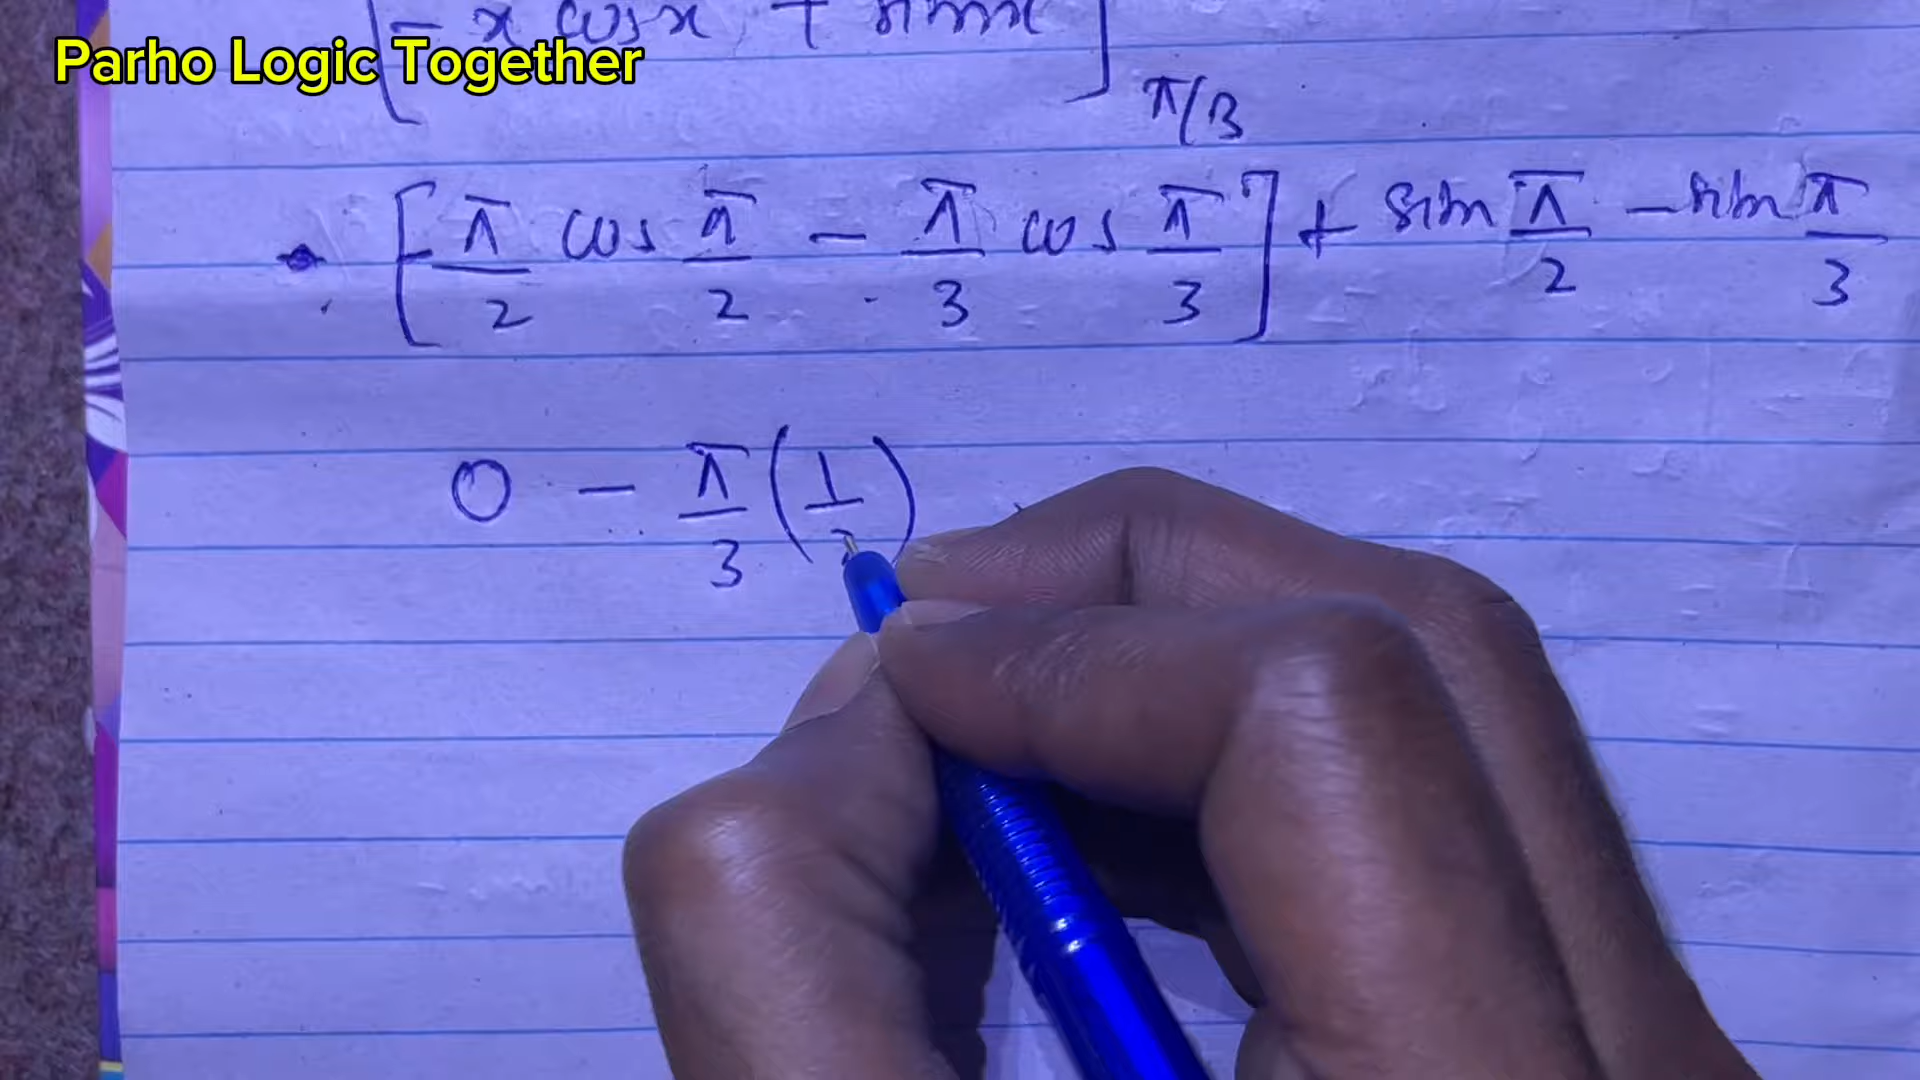 [- x cos x + sin x]
Parho Logic Together
π/3
[-π/2 cos π/2 - π/3 cos π/3] + sin π/2 - sin π/3
0 - π/3 (1/2)